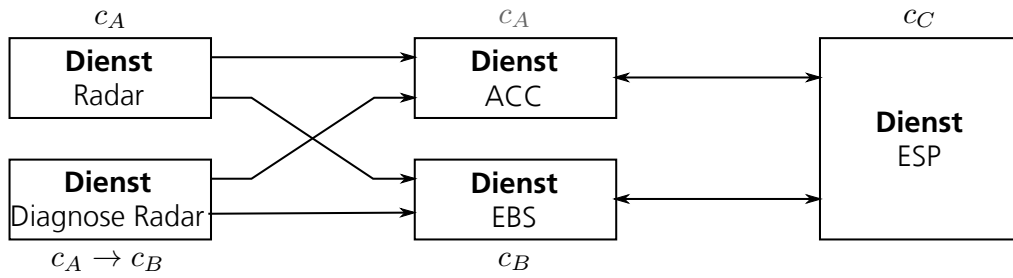 c_A
c_A
c_C
Dienst
Radar
Dienst
ACC
Dienst
ESP
Dienst
Diagnose Radar
Dienst
EBS
c_A → c_B
c_B